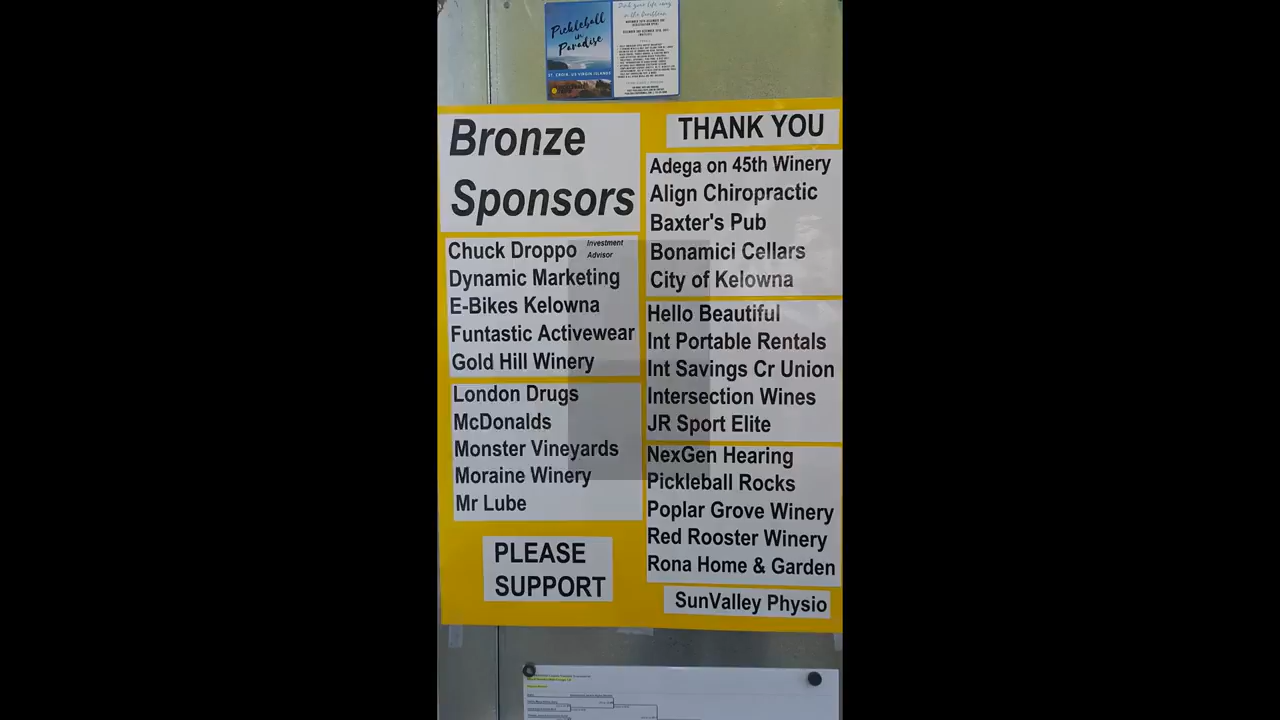 Pickleball
in
Paradise
ST. CROIX, US VIRGIN ISLANDS
Bronze
Sponsors
Chuck Droppo Investment
Advisor
Dynamic Marketing
E-Bikes Kelowna
Funtastic Activewear
Gold Hill Winery
London Drugs
McDonalds
Monster Vineyards
Moraine Winery
Mr Lube
PLEASE
SUPPORT
THANK YOU
Adega on 45th Winery
Align Chiropractic
Baxter's Pub
Bonamici Cellars
City of Kelowna
Hello Beautiful
Int Portable Rentals
Int Savings Cr Union
Intersection Wines
JR Sport Elite
NexGen Hearing
Pickleball Rocks
Poplar Grove Winery
Red Rooster Winery
Rona Home & Garden
SunValley Physio